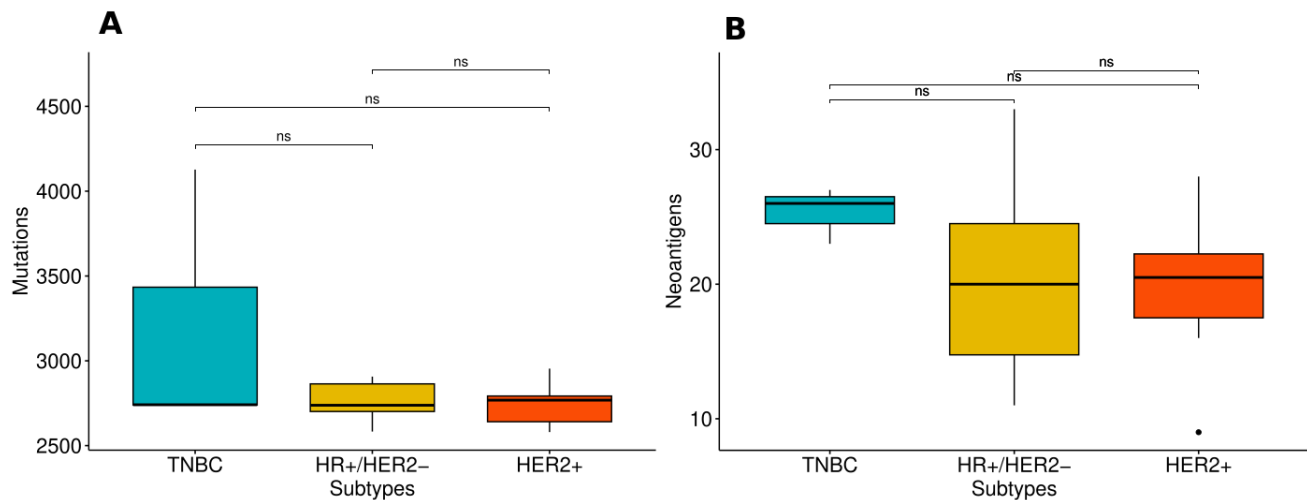 A
ns
ns
ns
4500
4000
3500
3000
2500
Mutations
TNBC
HR+/HER2−
HER2+
Subtypes
B
ns
ns
ns
30
20
10
Neoantigens
TNBC
HR+/HER2−
HER2+
Subtypes